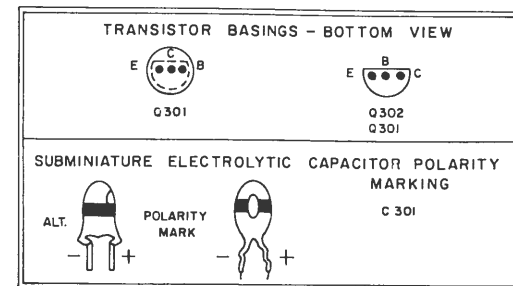 TRANSISTOR BASINGS - BOTTOM VIEW
E C B
Q301
E B C
Q302
Q301
SUBMINIATURE ELECTROLYTIC CAPACITOR POLARITY
MARKING
C 301
ALT.
POLARITY
MARK
- +
- +